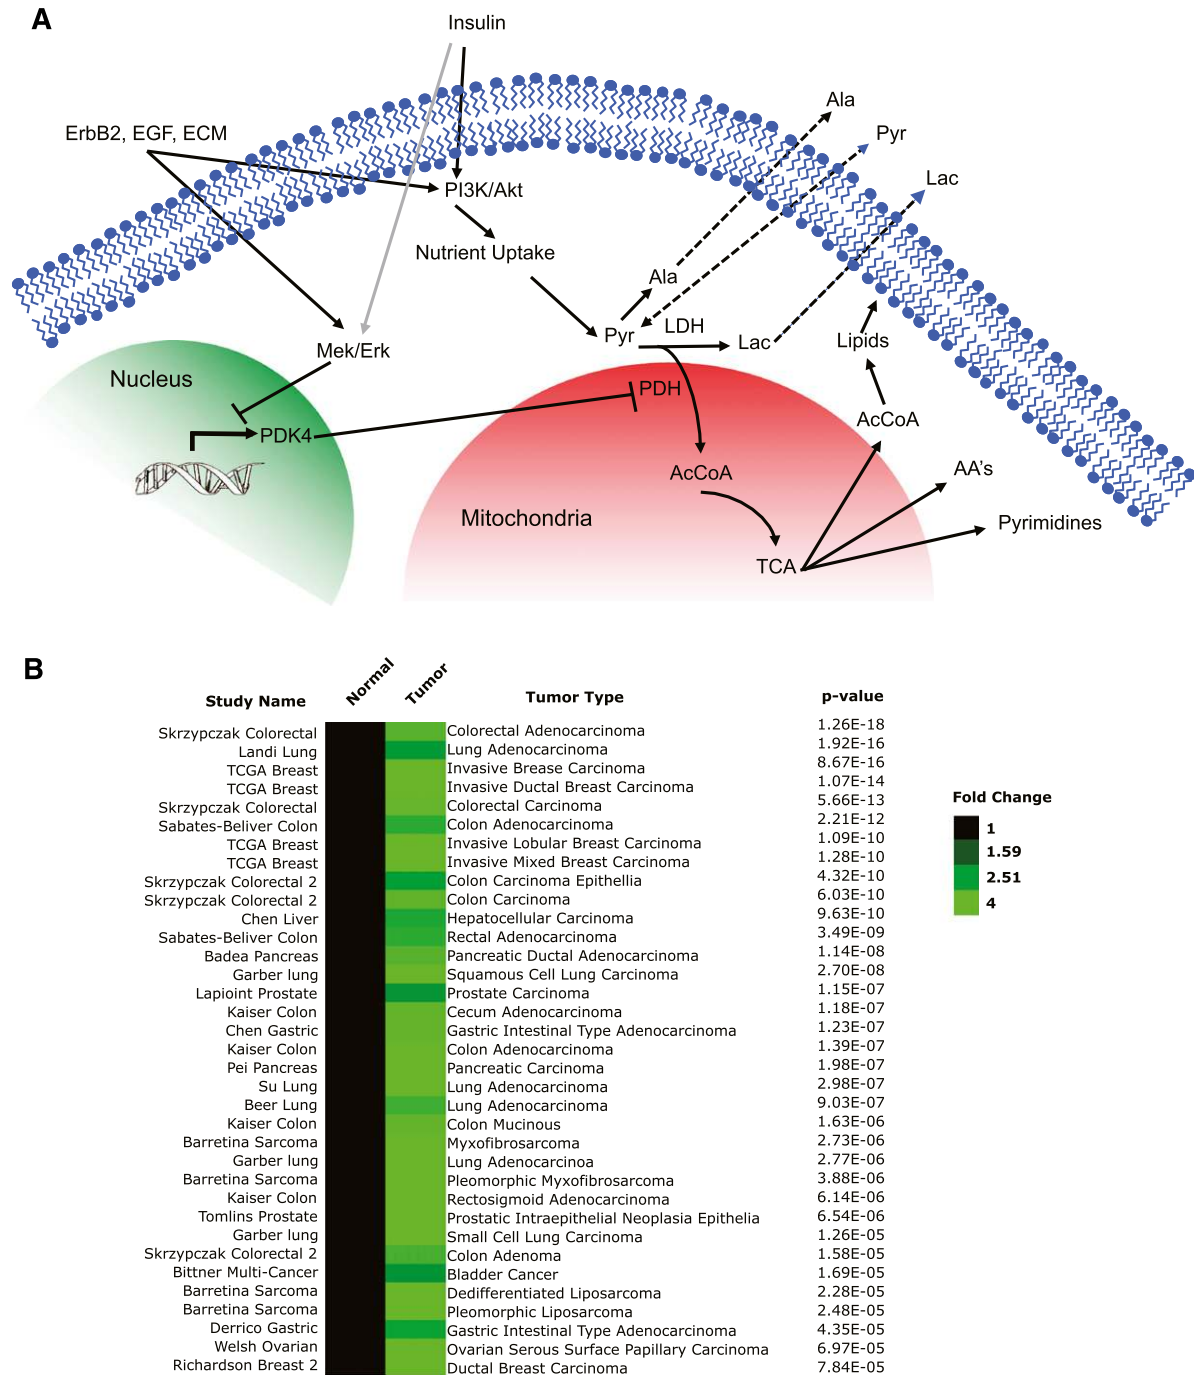 A
Insulin
ErbB2, EGF, ECM
Ala
Pyr
Lac
PI3K/Akt
Nutrient Uptake
Ala
Pyr
LDH
Lac
Lipids
Mek/Erk
Nucleus
PDK4
PDH
AcCoA
AcCoA
AA's
Mitochondria
Pyrimidines
TCA
B
Study Name Normal Tumor Tumor Type p-value
Skrzypczak Colorectal Colorectal Adenocarcinoma 1.26E-18
Landi Lung Lung Adenocarcinoma 1.92E-16
TCGA Breast Invasive Brease Carcinoma 8.67E-16
TCGA Breast Invasive Ductal Breast Carcinoma 1.07E-14
Skrzypczak Colorectal Colorectal Carcinoma 5.66E-13
Sabates-Beliver Colon Colon Adenocarcinoma 2.21E-12
TCGA Breast Invasive Lobular Breast Carcinoma 1.09E-10
TCGA Breast Invasive Mixed Breast Carcinoma 1.28E-10
Skrzypczak Colorectal 2 Colon Carcinoma Epithellia 4.32E-10
Skrzypczak Colorectal 2 Colon Carcinoma 6.03E-10
Chen Liver Hepatocellular Carcinoma 9.63E-10
Sabates-Beliver Colon Rectal Adenocarcinoma 3.49E-09
Badea Pancreas Pancreatic Ductal Adenocarcinoma 1.14E-08
Garber lung Squamous Cell Lung Carcinoma 2.70E-08
Lapioint Prostate Prostate Carcinoma 1.15E-07
Kaiser Colon Cecum Adenocarcinoma 1.18E-07
Chen Gastric Gastric Intestinal Type Adenocarcinoma 1.23E-07
Kaiser Colon Colon Adenocarcinoma 1.39E-07
Pei Pancreas Pancreatic Carcinoma 1.98E-07
Su Lung Lung Adenocarcinoma 2.98E-07
Beer Lung Lung Adenocarcinoma 9.03E-07
Kaiser Colon Colon Mucinous 1.63E-06
Barretina Sarcoma Myxofibrosarcoma 2.73E-06
Garber lung Lung Adenocarcinoa 2.77E-06
Barretina Sarcoma Pleomorphic Myxofibrosarcoma 3.88E-06
Kaiser Colon Rectosigmoid Adenocarcinoma 6.14E-06
Tomlins Prostate Prostatic Intraepithelial Neoplasia Epithelia 6.54E-06
Garber lung Small Cell Lung Carcinoma 1.26E-05
Skrzypczak Colorectal 2 Colon Adenoma 1.58E-05
Bittner Multi-Cancer Bladder Cancer 1.69E-05
Barretina Sarcoma Dedifferentiated Liposarcoma 2.28E-05
Barretina Sarcoma Pleomorphic Liposarcoma 2.48E-05
Derrico Gastric Gastric Intestinal Type Adenocarcinoma 4.35E-05
Welsh Ovarian Ovarian Serous Surface Papillary Carcinoma 6.97E-05
Richardson Breast 2 Ductal Breast Carcinoma 7.84E-05
Fold Change
1
1.59
2.51
4